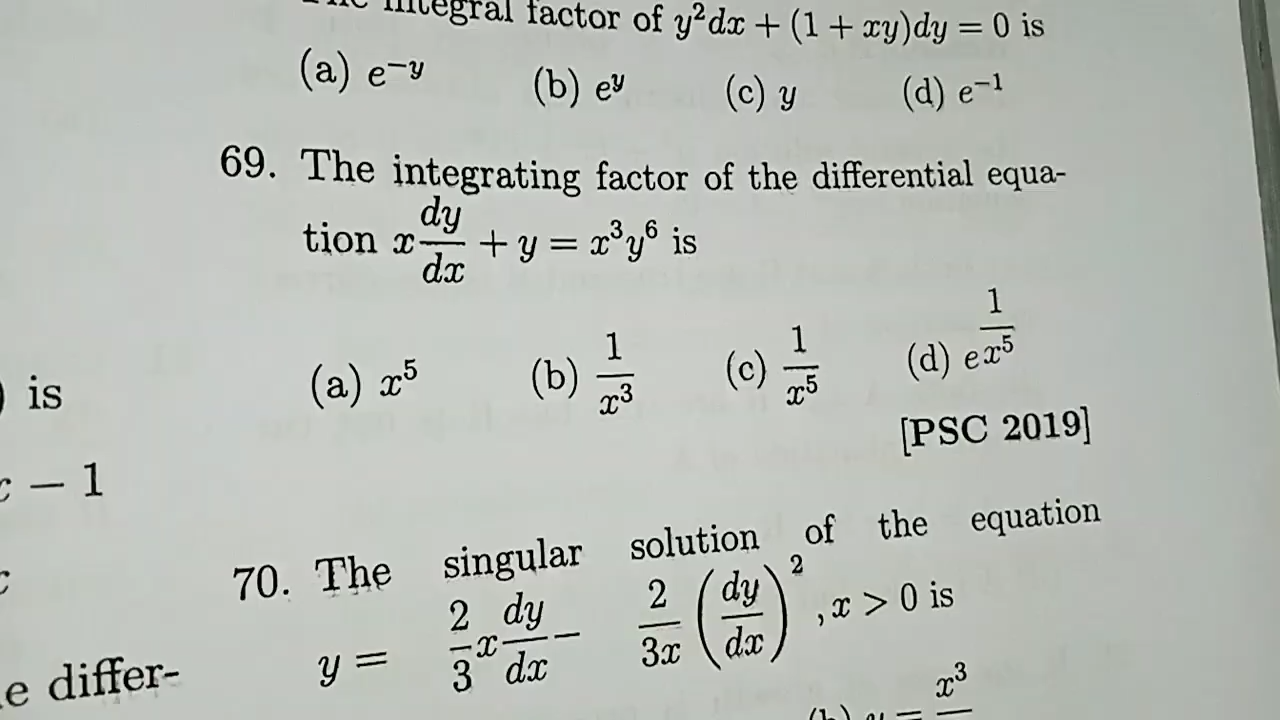 integral factor of y²dx + (1 + xy)dy = 0 is
(a) e⁻ʸ (b) eʸ (c) y (d) e⁻¹
69. The integrating factor of the differential equa-
tion x dy/dx + y = x³y⁶ is
(a) x⁵ (b) 1/x³ (c) 1/x⁵ (d) e^(1/x⁵)
[PSC 2019]
70. The singular solution of the equation
y = 2/3 x dy/dx − 2/3x (dy/dx)², x > 0 is
x³
) is
− 1
e differ-